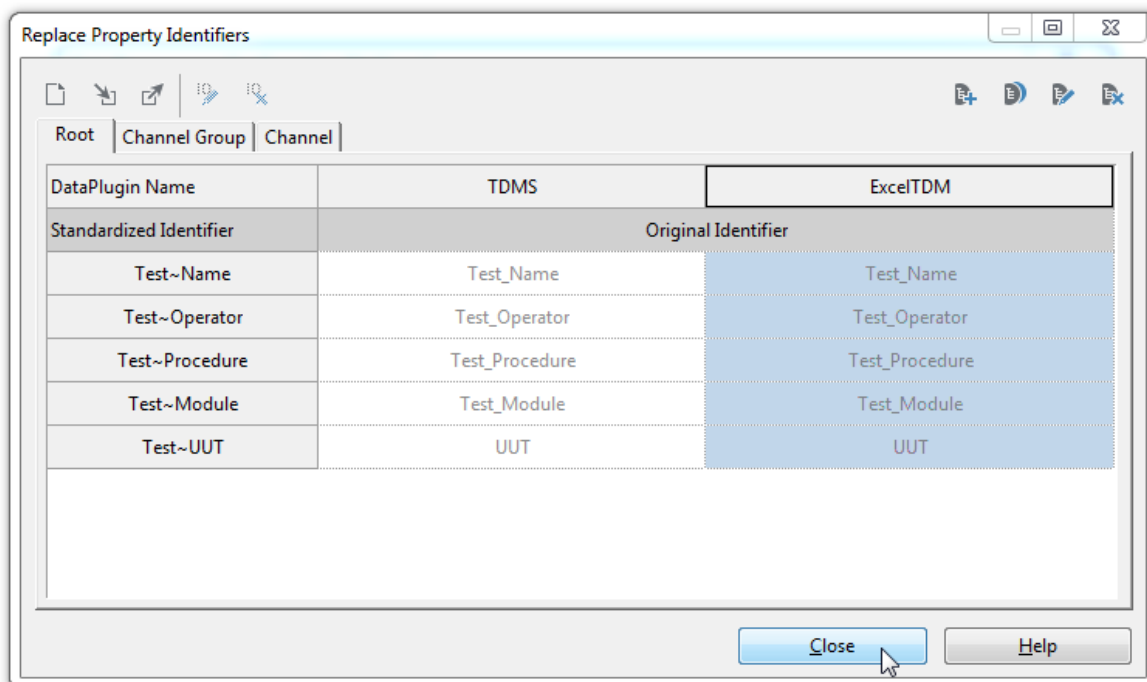 Replace Property Identifiers
Root Channel Group Channel
DataPlugin Name TDMS ExcelTDM
Standardized Identifier Original Identifier
Test~Name Test_Name Test_Name
Test~Operator Test_Operator Test_Operator
Test~Procedure Test_Procedure Test_Procedure
Test~Module Test_Module Test_Module
Test~UUT UUT UUT
Close Help